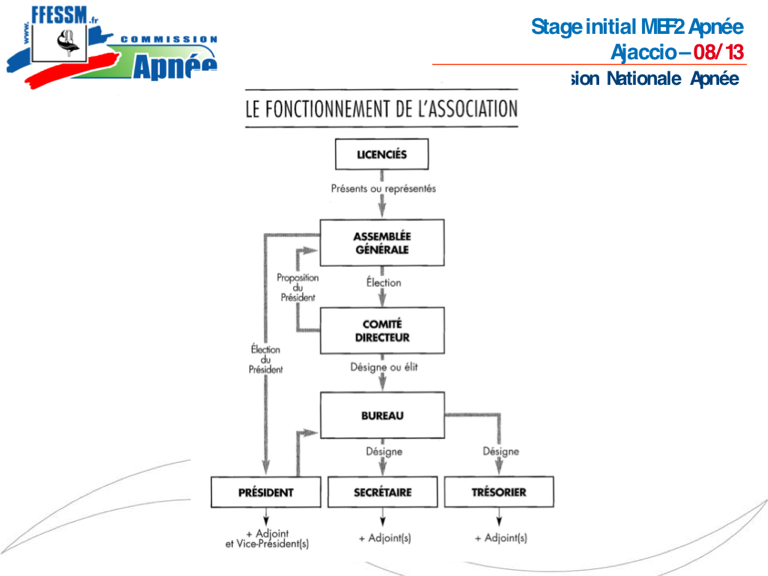 www.FFESSM.fr
COMMISSION
Apnée
Stage initial MEF2 Apnée
Ajaccio – 08/13
sion Nationale Apnée
LE FONCTIONNEMENT DE L'ASSOCIATION
LICENCIÉS
Présents ou représentés
ASSEMBLÉE
GÉNÉRALE
Proposition
du
Président
Élection
COMITÉ
DIRECTEUR
Élection
du
Président
Désigne ou élit
BUREAU
Désigne
Désigne
PRÉSIDENT
SECRÉTAIRE
TRÉSORIER
+ Adjoint
et Vice-Président(s)
+ Adjoint(s)
+ Adjoint(s)